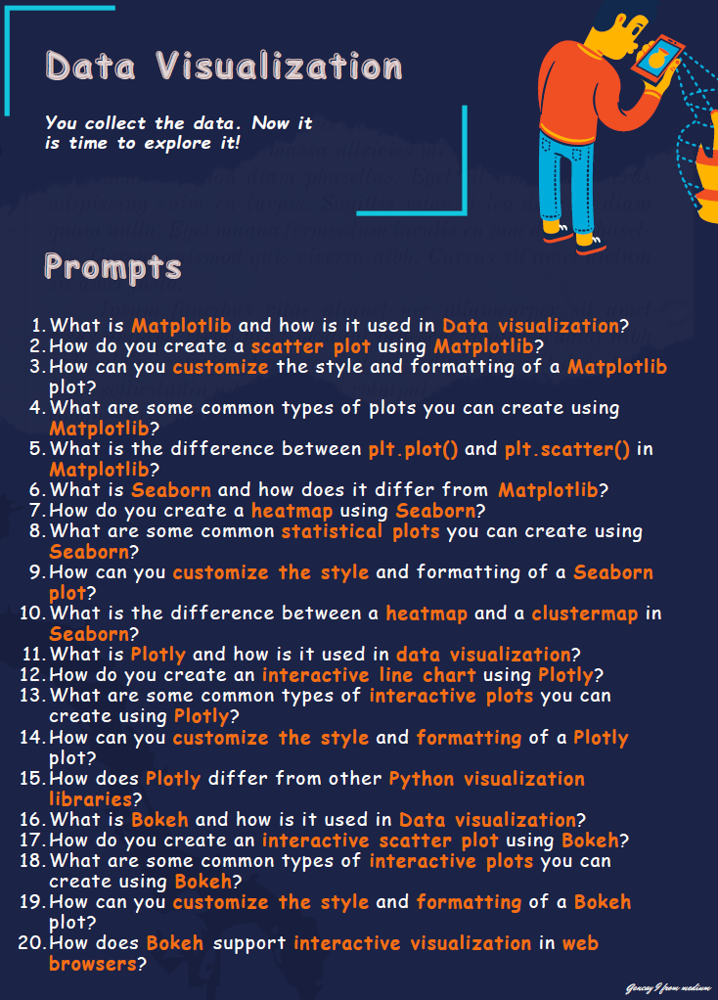 Data Visualization
You collect the data. Now it
is time to explore it!
Prompts
1. What is Matplotlib and how is it used in Data visualization?
2. How do you create a scatter plot using Matplotlib?
3. How can you customize the style and formatting of a Matplotlib
plot?
4. What are some common types of plots you can create using
Matplotlib?
5. What is the difference between plt.plot() and plt.scatter() in
Matplotlib?
6. What is Seaborn and how does it differ from Matplotlib?
7. How do you create a heatmap using Seaborn?
8. What are some common statistical plots you can create using
Seaborn?
9. How can you customize the style and formatting of a Seaborn
plot?
10. What is the difference between a heatmap and a clustermap in
Seaborn?
11. What is Plotly and how is it used in data visualization?
12. How do you create an interactive line chart using Plotly?
13. What are some common types of interactive plots you can
create using Plotly?
14. How can you customize the style and formatting of a Plotly
plot?
15. How does Plotly differ from other Python visualization
libraries?
16. What is Bokeh and how is it used in Data visualization?
17. How do you create an interactive scatter plot using Bokeh?
18. What are some common types of interactive plots you can
create using Bokeh?
19. How can you customize the style and formatting of a Bokeh
plot?
20. How does Bokeh support interactive visualization in web
browsers?
from medium